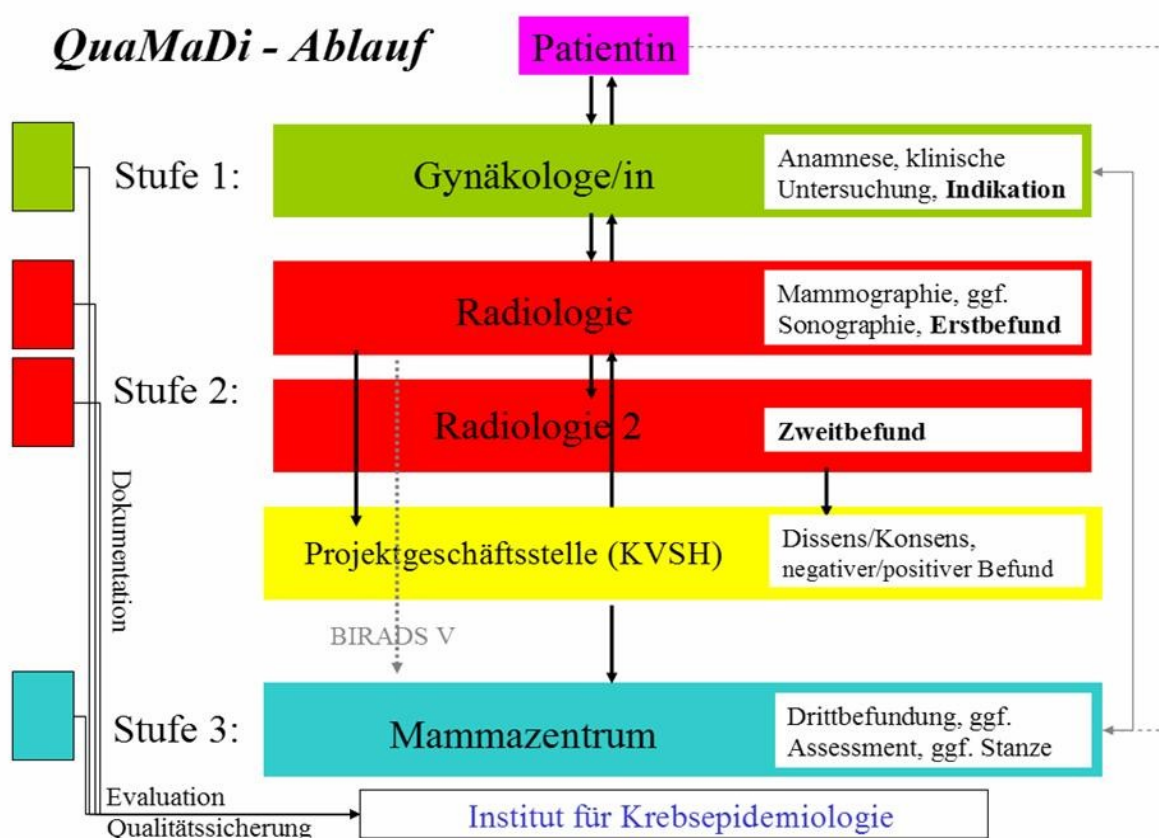 QuaMaDi - Ablauf
Patientin
Stufe 1:
Gynäkologe/in
Anamnese, klinische
Untersuchung, Indikation
Radiologie
Mammographie, ggf.
Sonographie, Erstbefund
Stufe 2:
Radiologie 2
Zweitbefund
Dokumentation
Projektgeschäftsstelle (KVSH)
Dissens/Konsens,
negativer/positiver Befund
BIRADS V
Stufe 3:
Mammazentrum
Drittbefundung, ggf.
Assessment, ggf. Stanze
Evaluation
Qualitätssicherung
Institut für Krebsepidemiologie